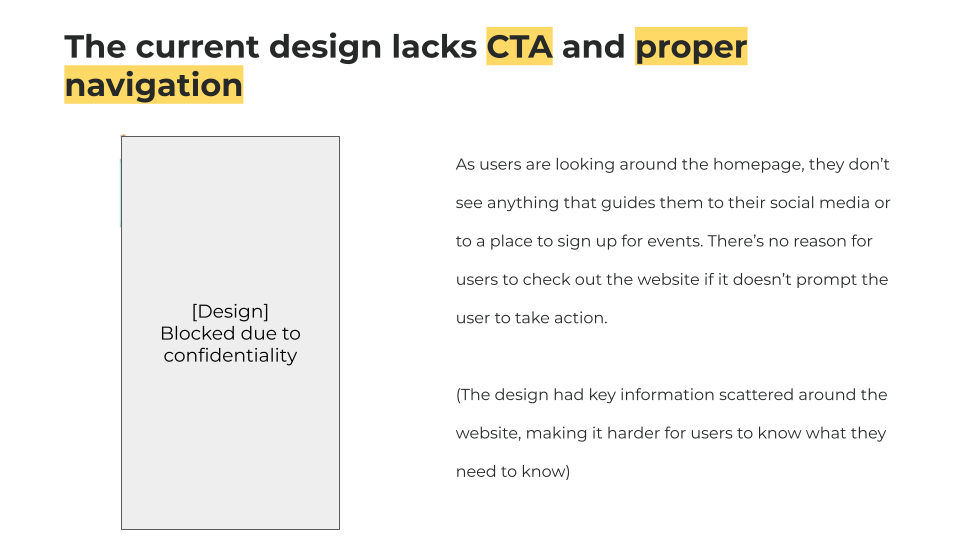 The current design lacks CTA and proper
navigation
[Design]
Blocked due to
confidentiality
As users are looking around the homepage, they don’t
see anything that guides them to their social media or
to a place to sign up for events. There’s no reason for
users to check out the website if it doesn’t prompt the
user to take action.
(The design had key information scattered around the
website, making it harder for users to know what they
need to know)